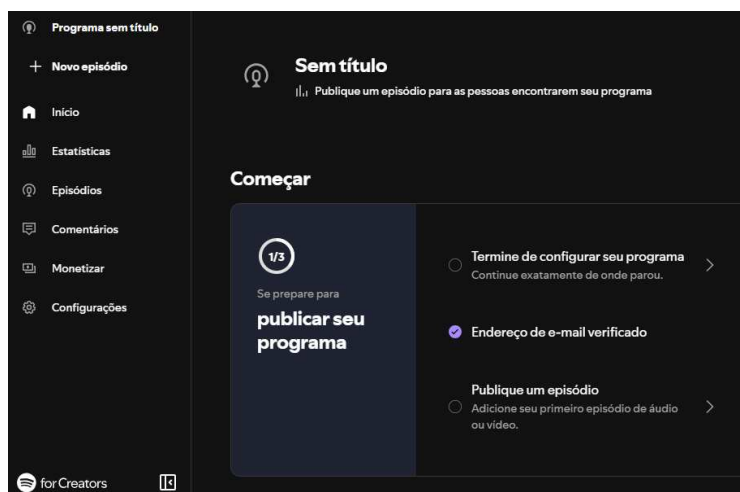 Programa sem título
Novo episódio
Início
Estatísticas
Episódios
Comentários
Monetizar
Configurações
for Creators
Sem título
Publique um episódio para as pessoas encontrarem seu programa
Começar
1/3
Se prepare para
publicar seu
programa
Termine de configurar seu programa
Continue exatamente de onde parou.
Endereço de e-mail verificado
Publique um episódio
Adicione seu primeiro episódio de áudio
ou vídeo.